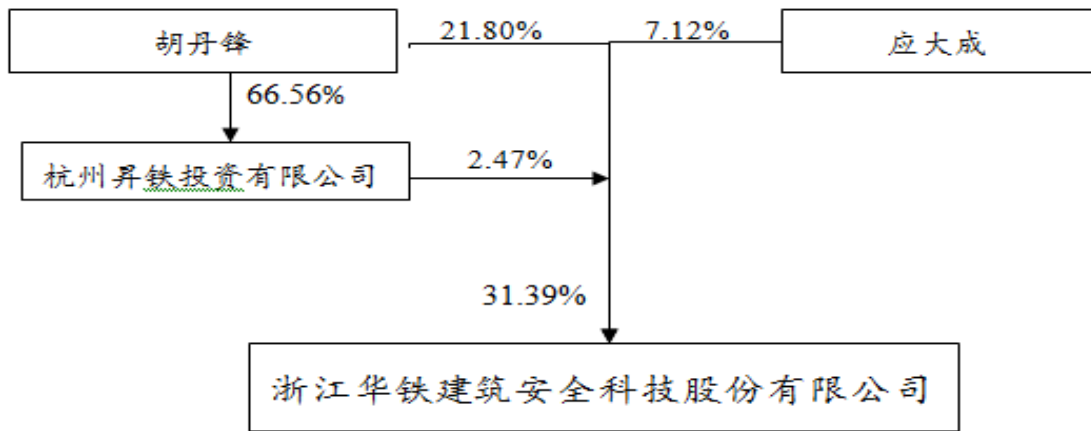 胡丹锋
21.80%
7.12%
应大成
66.56%
杭州昇铁投资有限公司
2.47%
31.39%
浙江华铁建筑安全科技股份有限公司